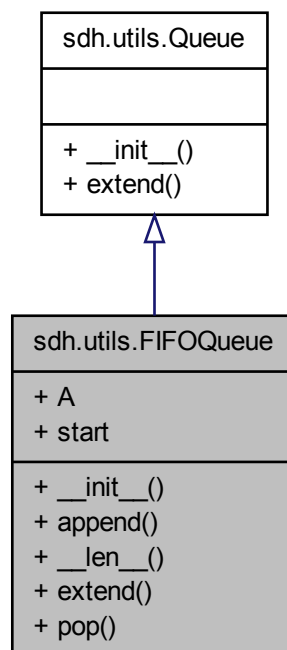 sdh.utils.Queue
+ __init__()
+ extend()
sdh.utils.FIFOQueue
+ A
+ start
+ __init__()
+ append()
+ __len__()
+ extend()
+ pop()